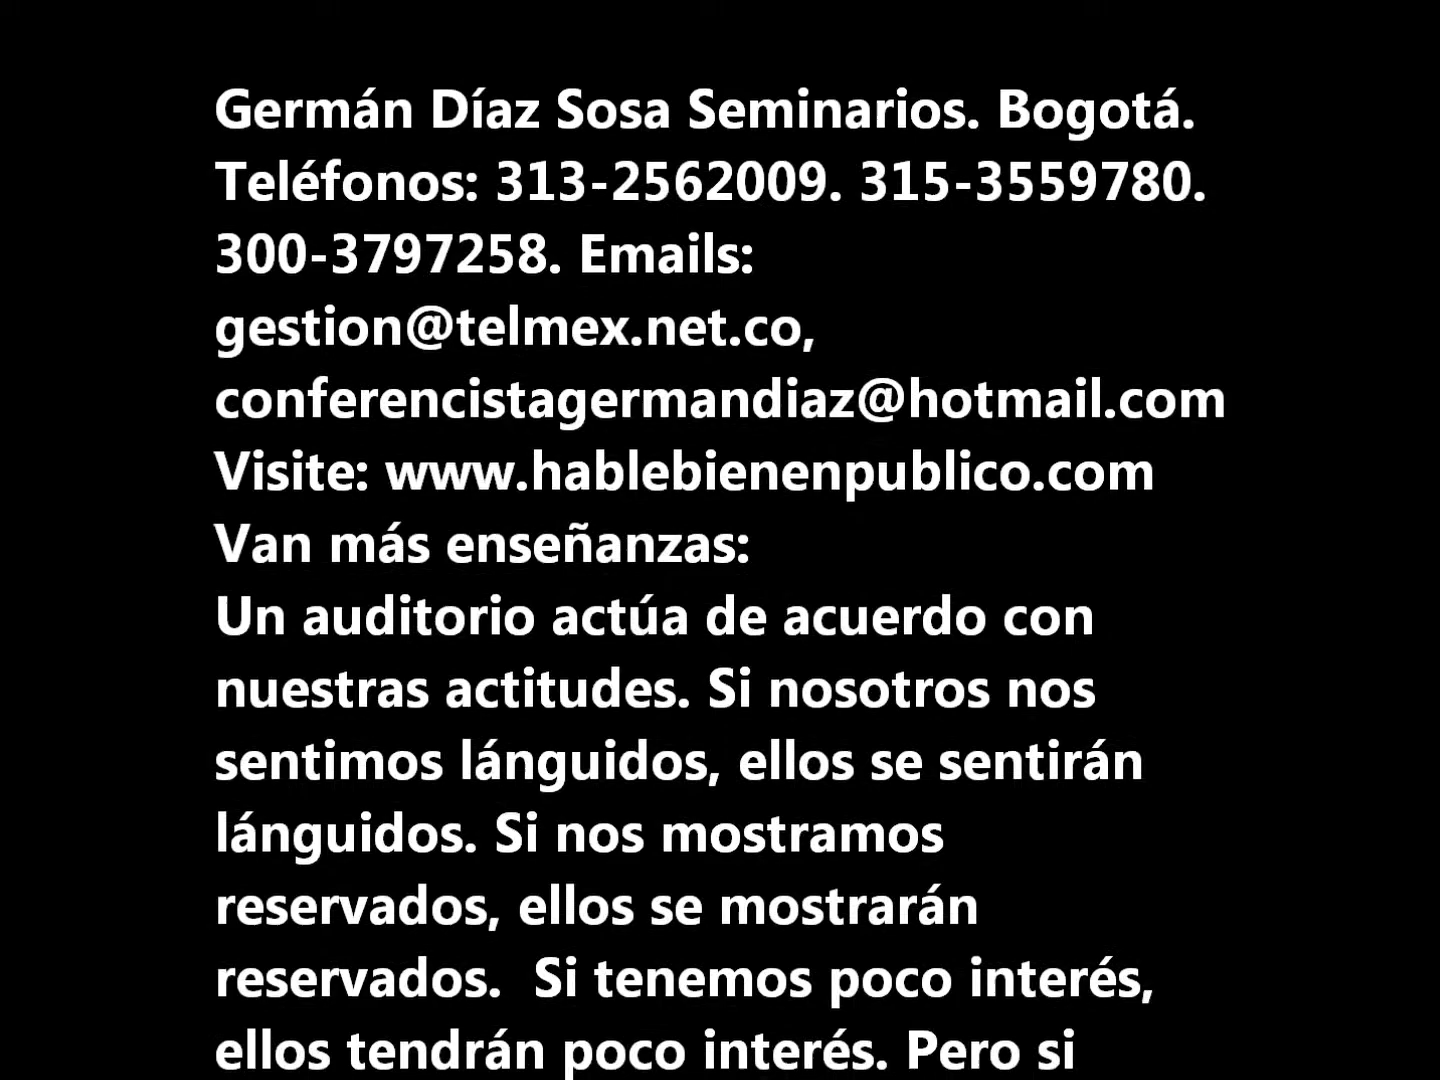 Germán Díaz Sosa Seminarios. Bogotá.
Teléfonos: 313-2562009. 315-3559780.
300-3797258. Emails:
gestion@telmex.net.co,
conferencistagermandiaz@hotmail.com
Visite: www.hablebienenpublico.com
Van más enseñanzas:
Un auditorio actúa de acuerdo con
nuestras actitudes. Si nosotros nos
sentimos lánguidos, ellos se sentirán
lánguidos. Si nos mostramos
reservados, ellos se mostrarán
reservados.  Si tenemos poco interés,
ellos tendrán poco interés. Pero si